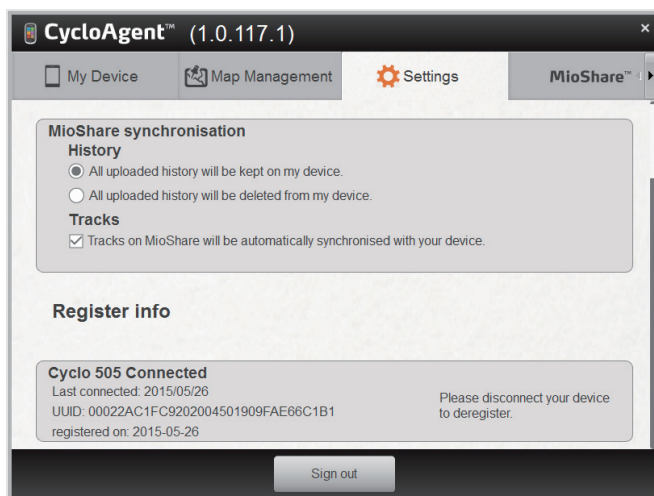 CycloAgent™ (1.0.117.1)
My Device Map Management Settings MioShare™
MioShare synchronisation
History
All uploaded history will be kept on my device.
All uploaded history will be deleted from my device.
Tracks
Tracks on MioShare will be automatically synchronised with your device.
Register info
Cyclo 505 Connected
Last connected: 2015/05/26
UUID: 00022AC1FC9202004501909FAE66C1B1
registered on: 2015-05-26
Please disconnect your device
to deregister.
Sign out